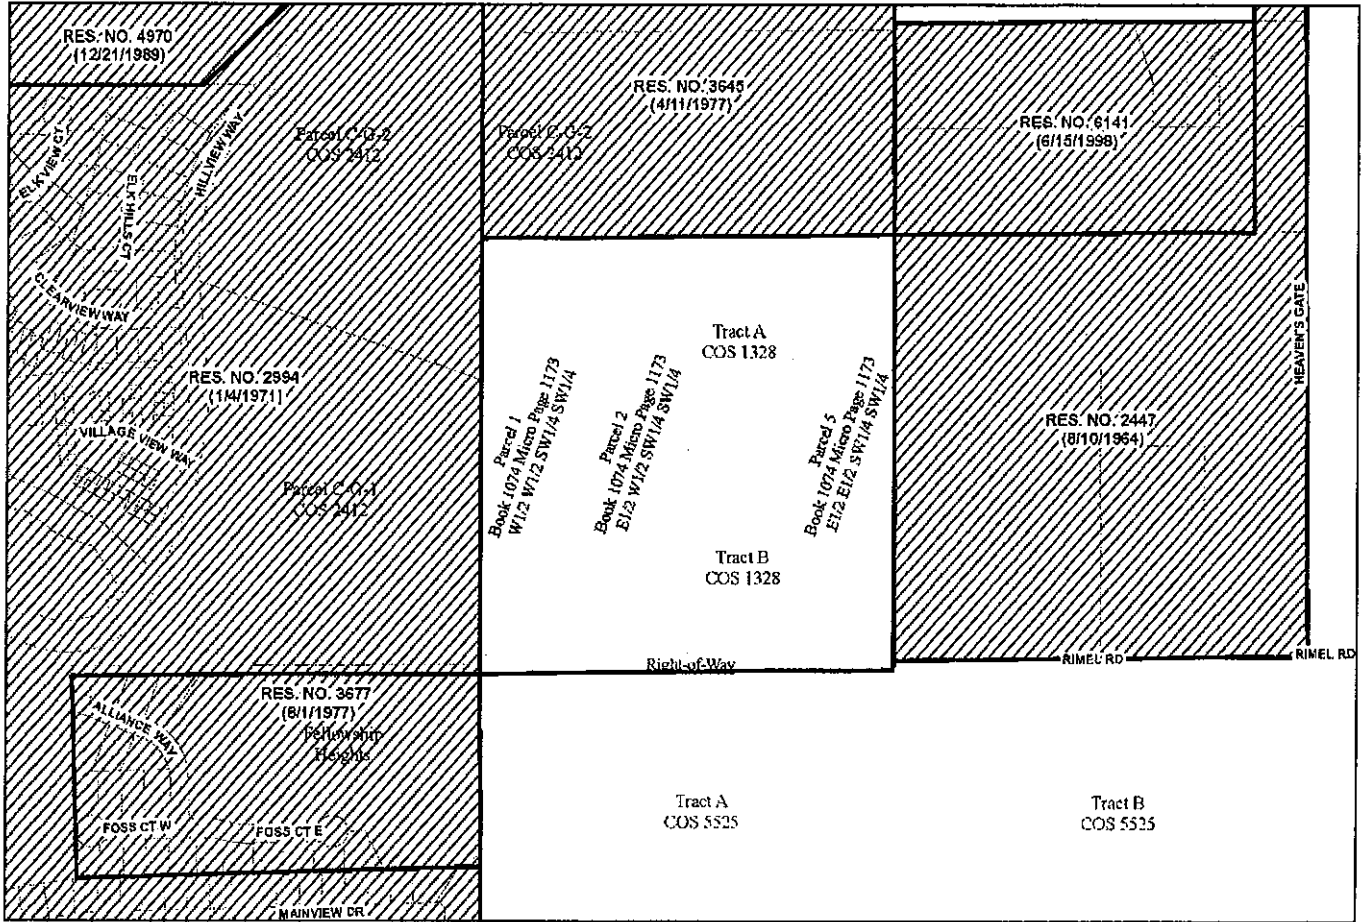 RES. NO. 4970
(12/21/1989)
RES. NO. 3645
(4/11/1977)
RES. NO. 6141
(6/15/1998)
Parcel C-G-2
COS 2412
Parcel C-G-2
COS 2412
ELK VIEW CT
ELK HILLS CT
HILLVIEW WAY
CLEARVIEW WAY
HEAVEN'S GATE
Tract A
COS 1328
RES. NO. 2994
(1/4/1971)
Parcel 1
Book 1074 Micro Page 1173
W1/2 W1/2 SW1/4 SW1/4
Parcel 2
Book 1074 Micro Page 1173
E1/2 W1/2 SW1/4 SW1/4
Parcel 5
Book 1074 Micro Page 1173
E1/2 E1/2 SW1/4 SW1/4
RES. NO. 2447
(8/10/1964)
VILLAGE VIEW WAY
Parcel C-G-1
COS 2412
Tract B
COS 1328
Right-of-Way
RIMEL RD
RIMEL RD
RES. NO. 3677
(8/1/1977)
Fellowship
Heights
ALLIANCE WAY
Tract A
COS 5525
Tract B
COS 5525
FOSS CT W
FOSS CT E
MAINVIEW DR